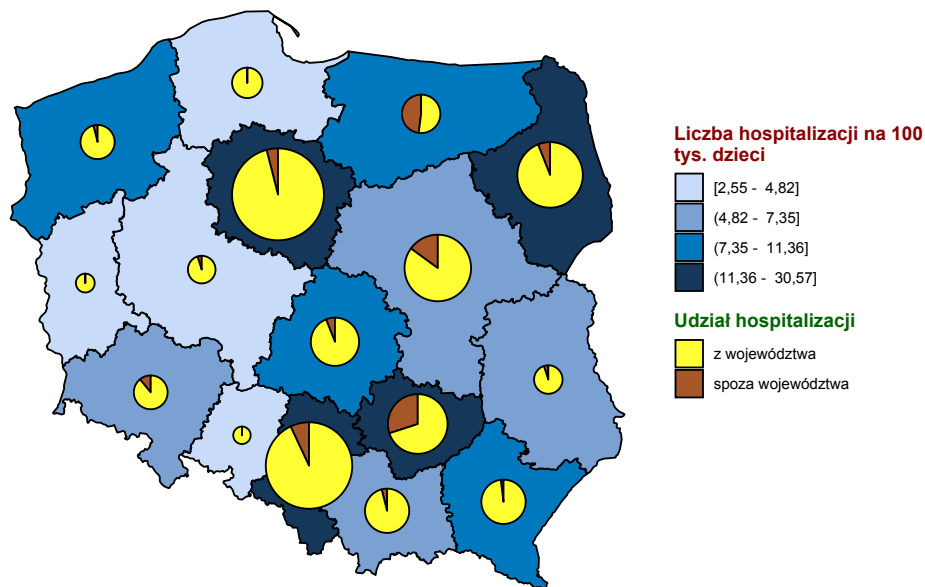 Liczba hospitalizacji na 100
tys. dzieci
[2,55 - 4,82]
(4,82 - 7,35]
(7,35 - 11,36]
(11,36 - 30,57]
Udział hospitalizacji
z województwa
spoza województwa